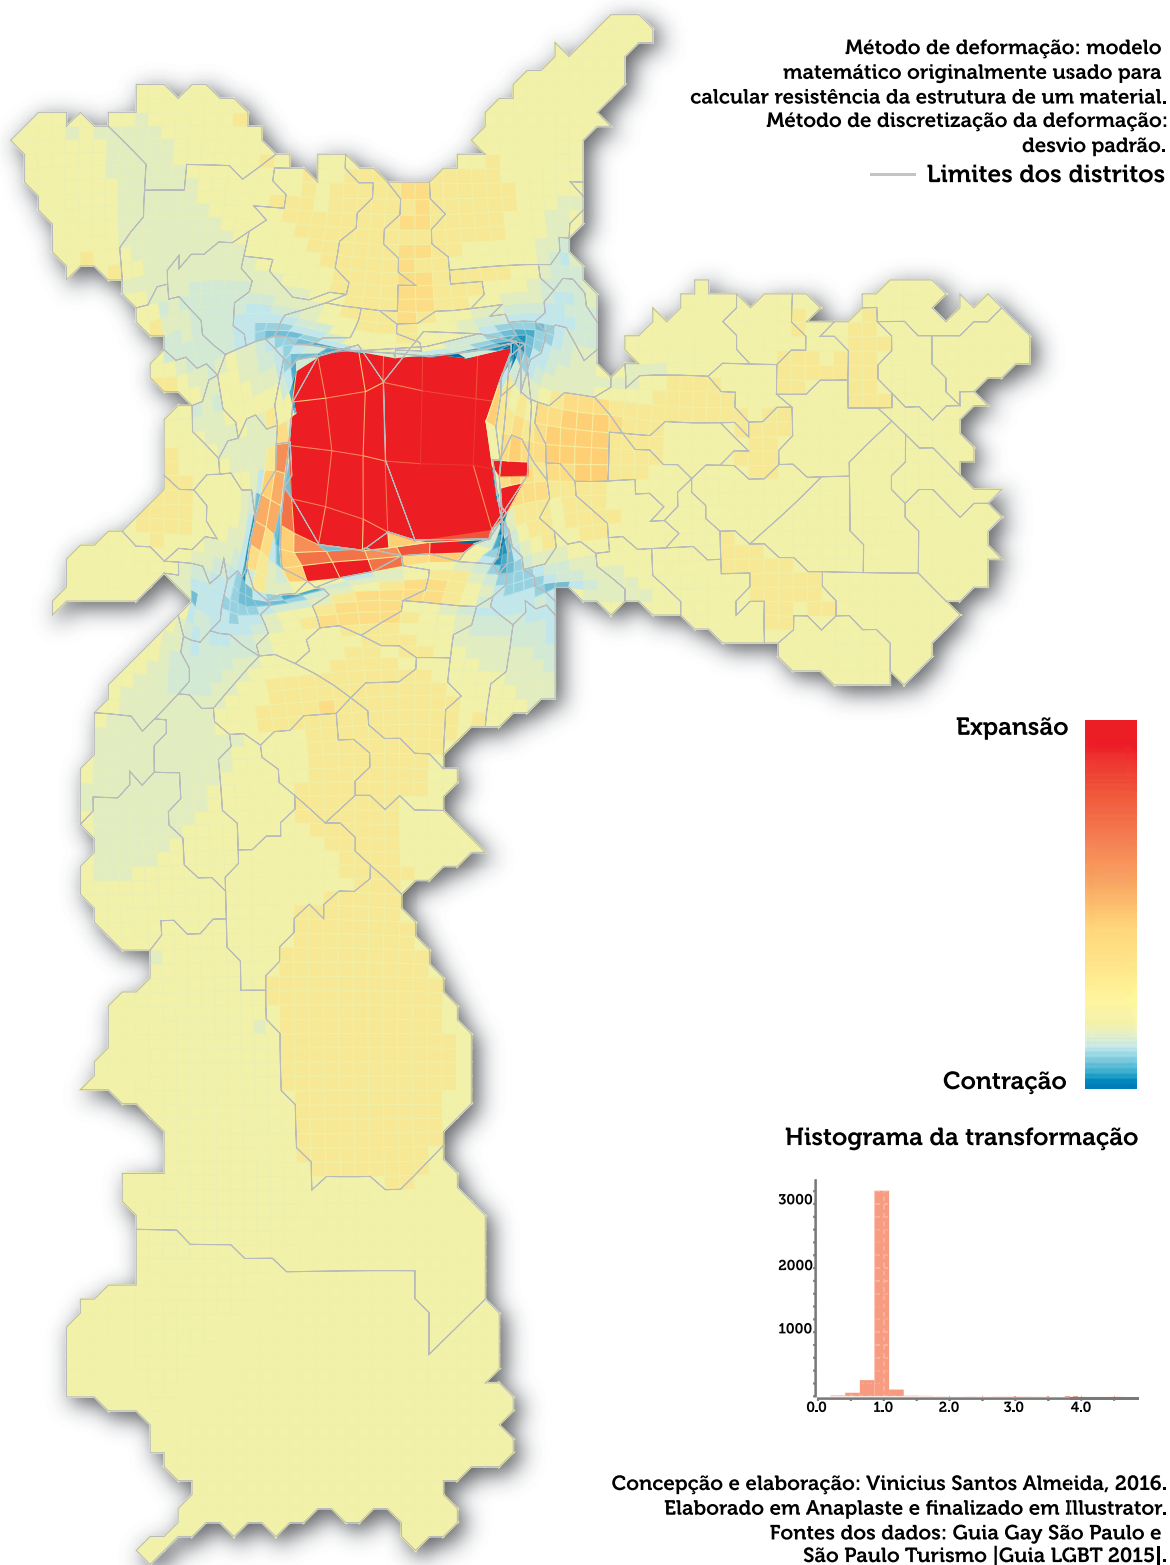 Método de deformação: modelo
matemático originalmente usado para
calcular resistência da estrutura de um material.
Método de discretização da deformação:
desvio padrão.
Limites dos distritos
Expansão
Contração
Histograma da transformação
3000
2000
1000
0.0 1.0 2.0 3.0 4.0
Concepção e elaboração: Vinicius Santos Almeida, 2016.
Elaborado em Anaplaste e finalizado em Illustrator.
Fontes dos dados: Guia Gay São Paulo e
São Paulo Turismo |Guia LGBT 2015|.